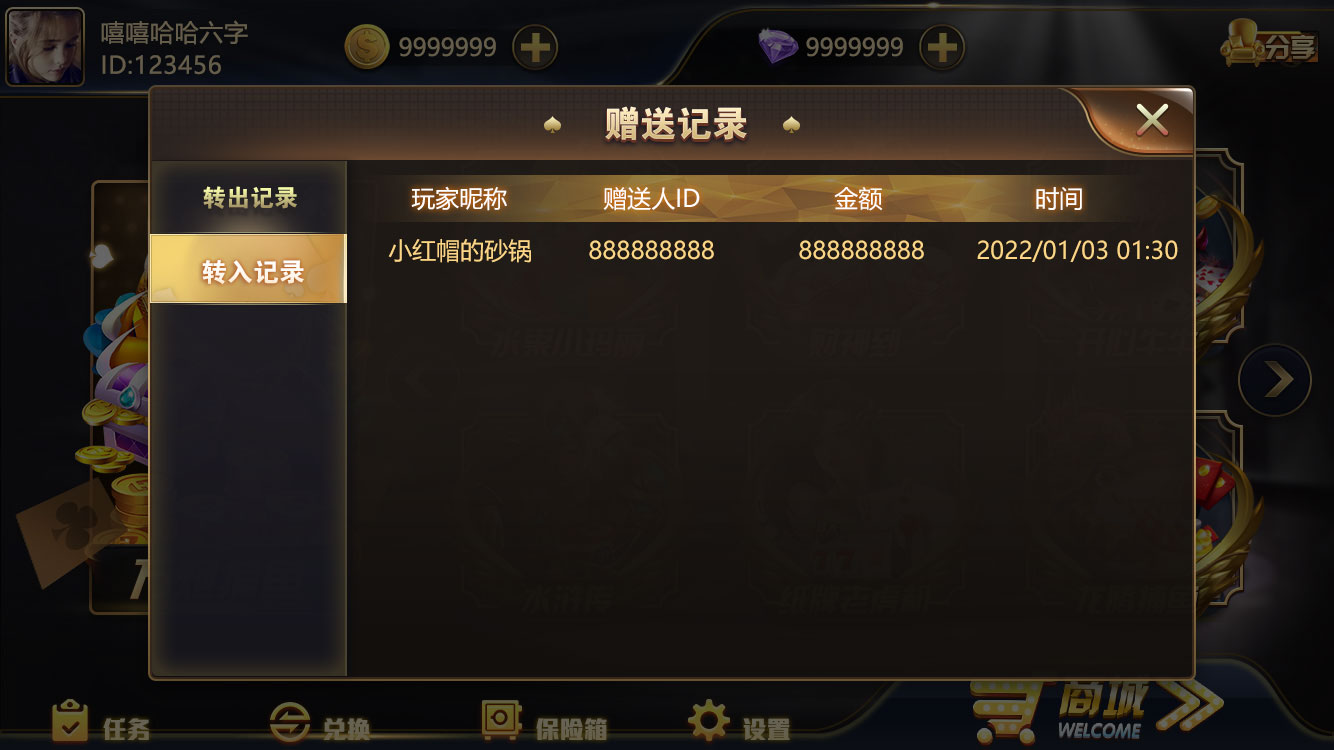 嘻嘻哈哈六字
ID:123456
9999999
9999999
分享
赠送记录
转出记录
转入记录
玩家昵称 赠送人ID 金额 时间
小红帽的砂锅 888888888 888888888 2022/01/03 01:30
水浒传
任务
兑换
保险箱
设置
商城
WELCOME